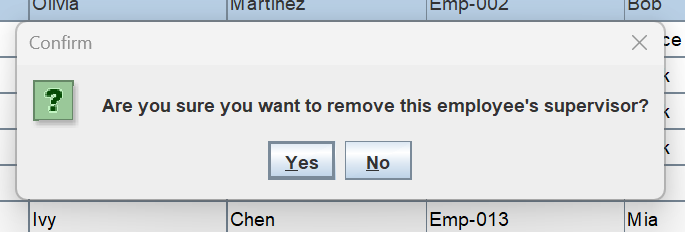 Olivia Martinez Emp-002 Bob
Confirm
ce
?
Are you sure you want to remove this employee's supervisor?
k
k
Yes No
k
Ivy Chen Emp-013 Mia